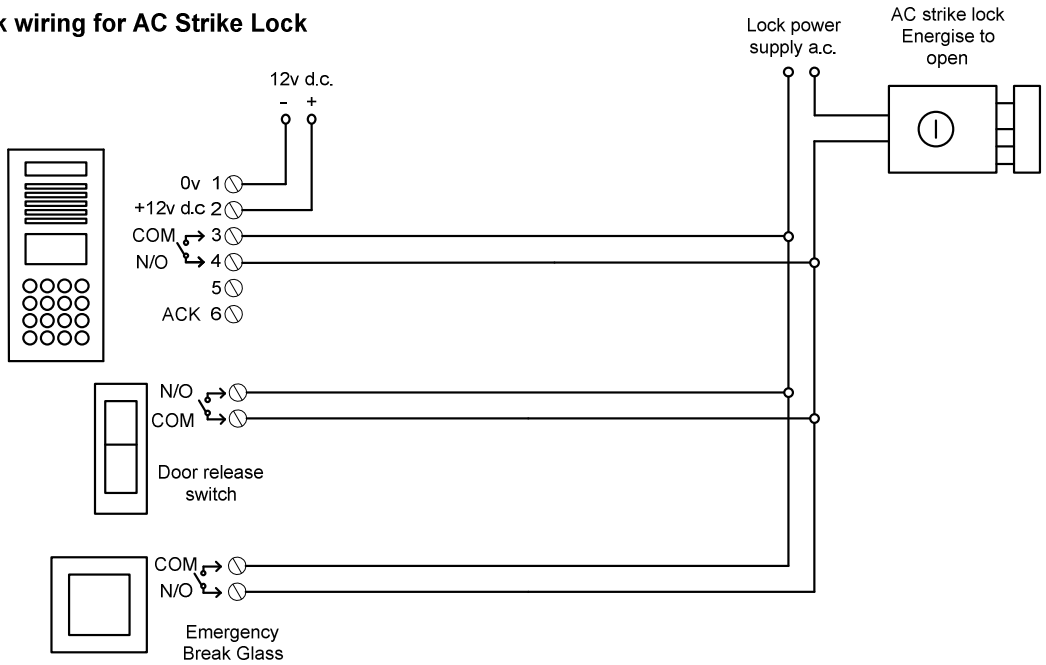 k wiring for AC Strike Lock
Lock power
supply a.c.
AC strike lock
Energise to
open
12v d.c.
- +
0v 1
+12v d.c 2
COM 3
N/O 4
5
ACK 6
N/O
COM
Door release
switch
COM
N/O
Emergency
Break Glass